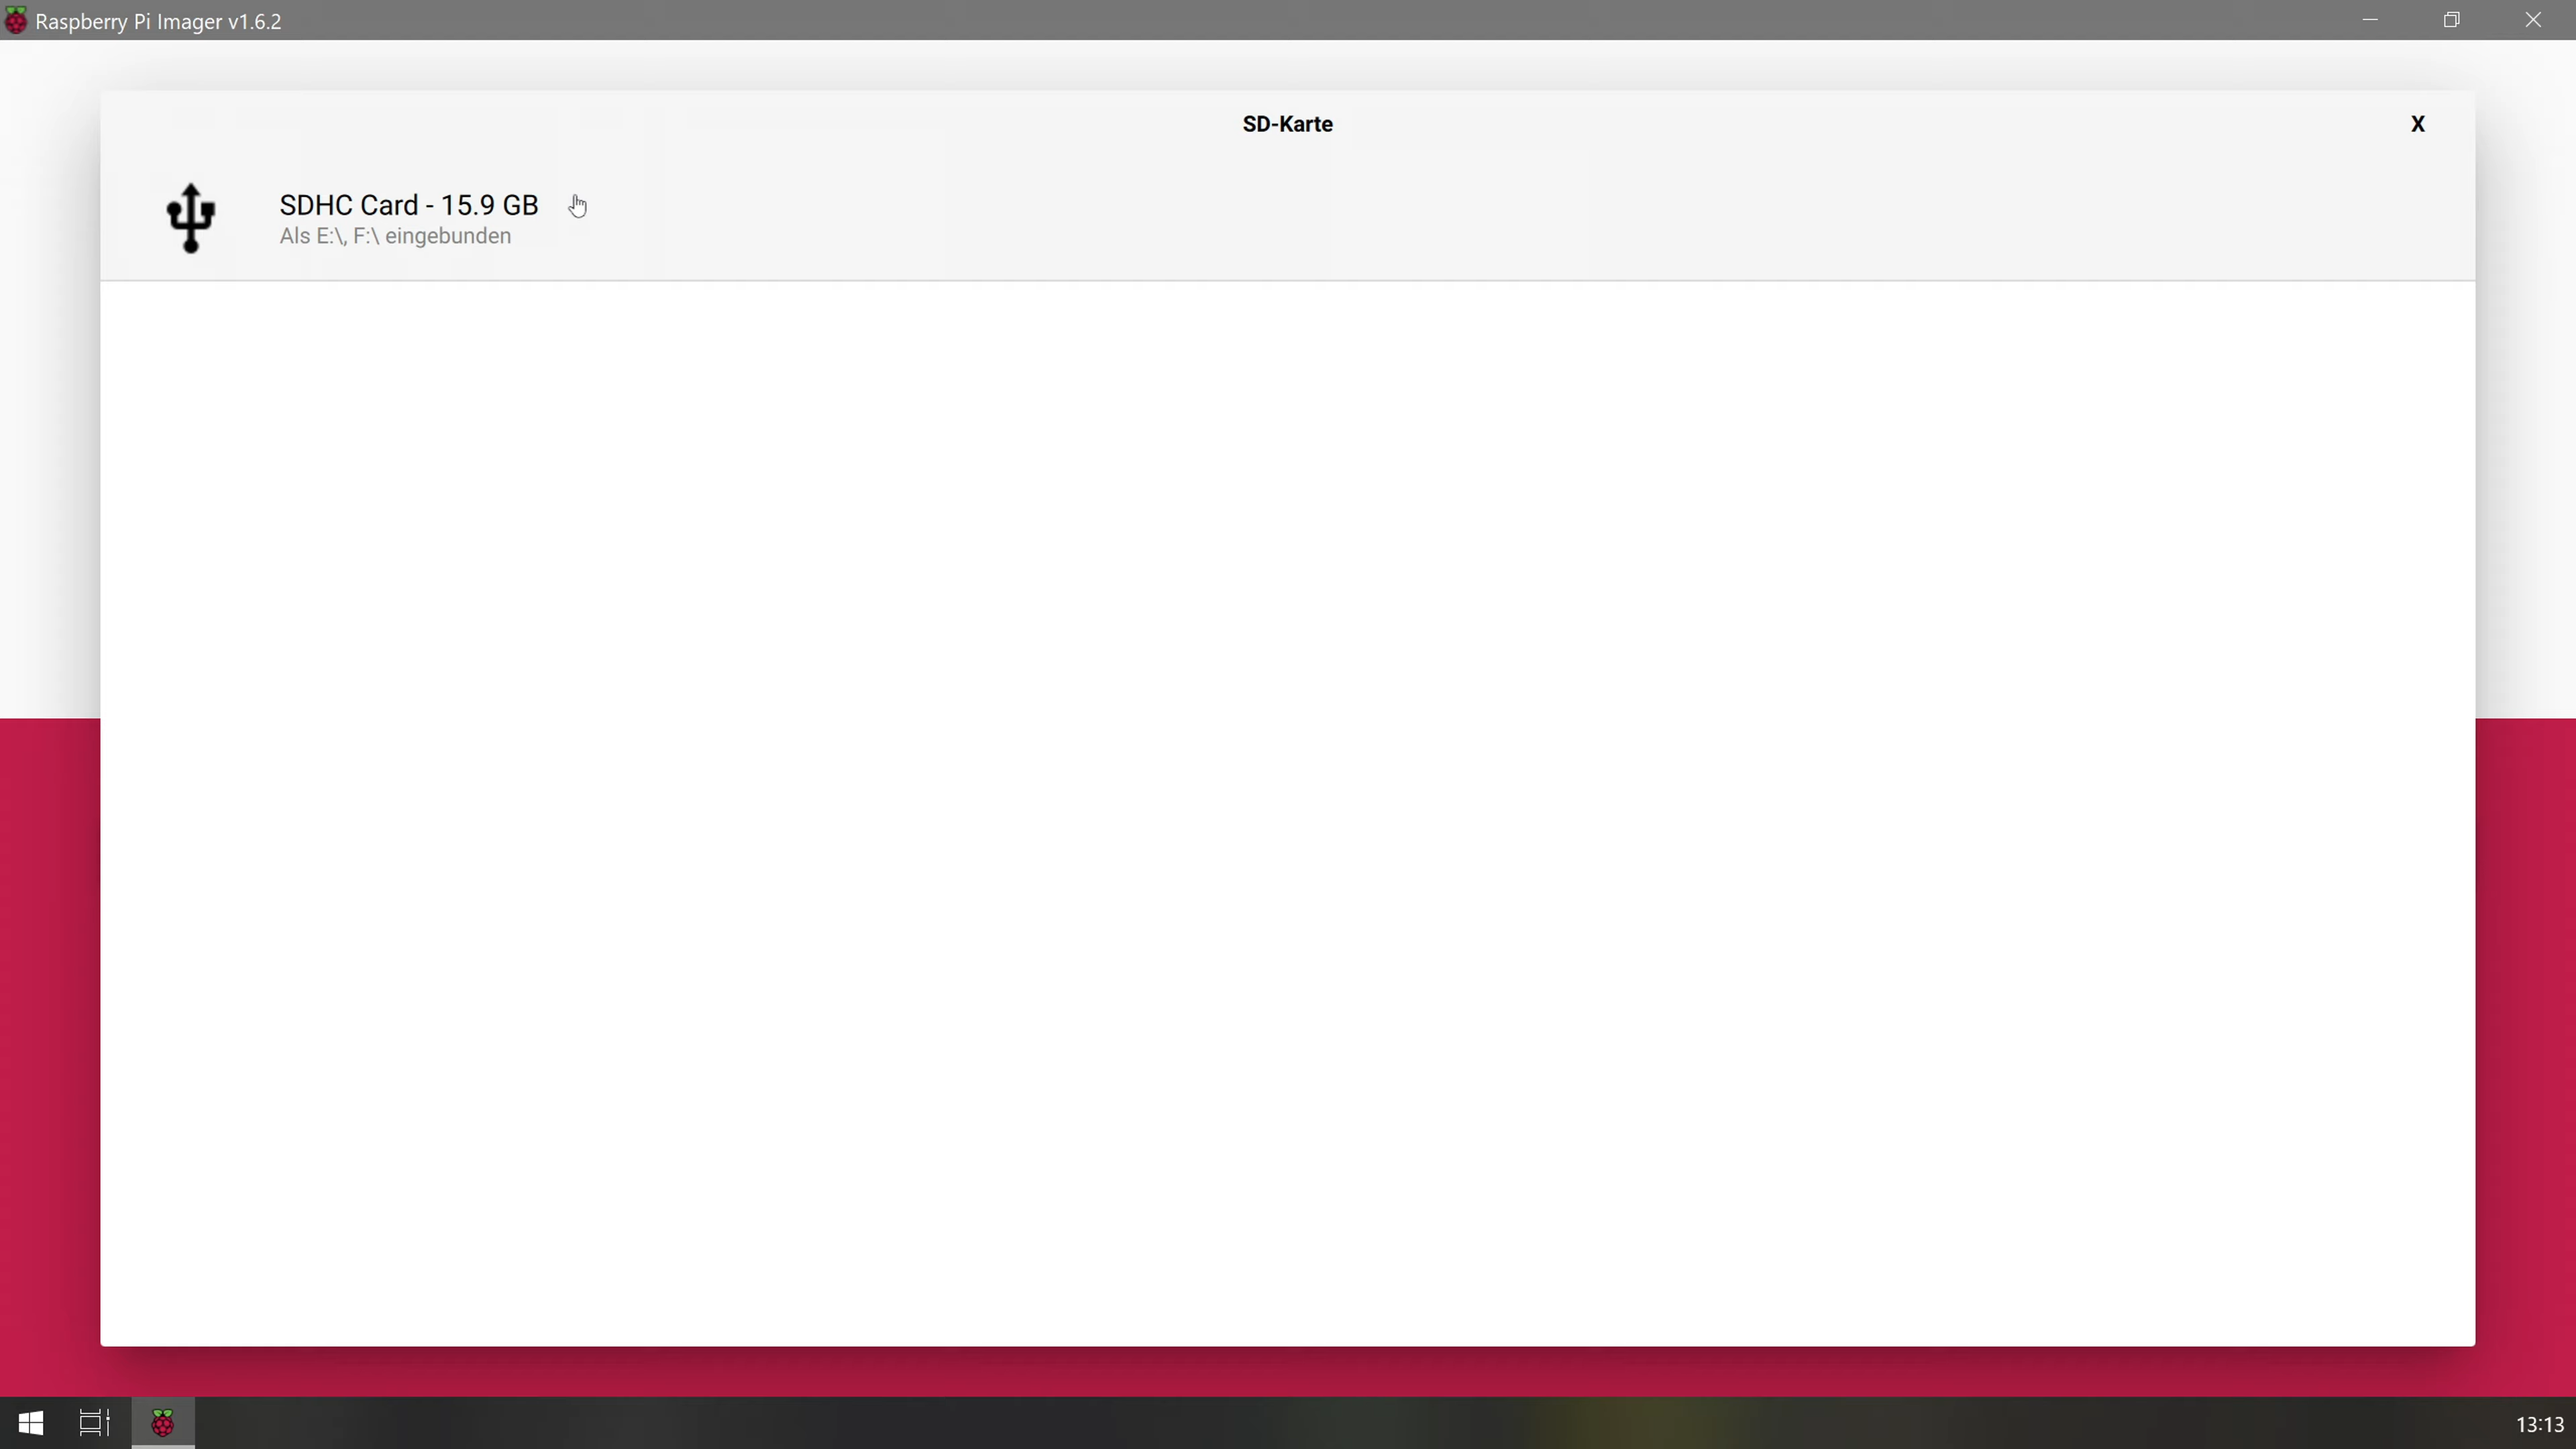 Raspberry Pi Imager v1.6.2
SD-Karte
X
SDHC Card - 15.9 GB
Als E:\, F:\ eingebunden
13:13